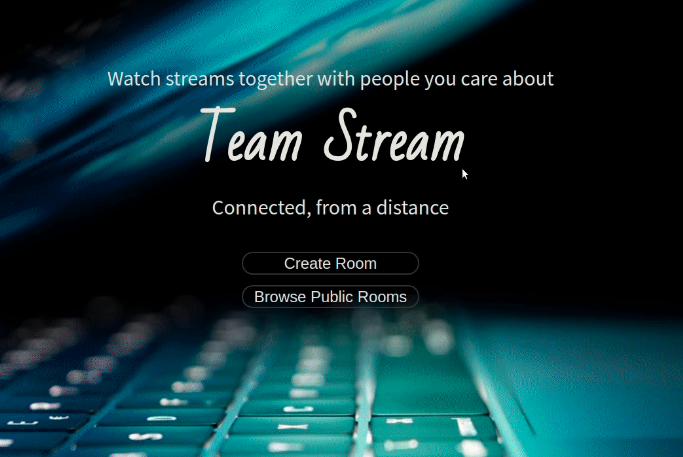 Watch streams together with people you care about
Team Stream
Connected, from a distance
Create Room
Browse Public Rooms